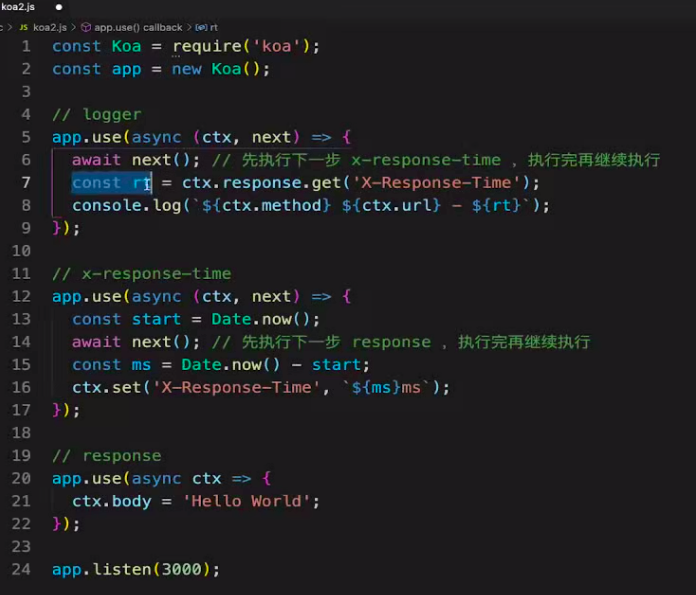 koa2.js
c > JS koa2.js > app.use() callback > rt
1 const Koa = require('koa');
2 const app = new Koa();
3
4 // logger
5 app.use(async (ctx, next) => {
6 await next(); // 先执行下一步 x-response-time ，执行完再继续执行
7 const rt = ctx.response.get('X-Response-Time');
8 console.log(`${ctx.method} ${ctx.url} - ${rt}`);
9 });
10
11 // x-response-time
12 app.use(async (ctx, next) => {
13 const start = Date.now();
14 await next(); // 先执行下一步 response ，执行完再继续执行
15 const ms = Date.now() - start;
16 ctx.set('X-Response-Time', `${ms}ms`);
17 });
18
19 // response
20 app.use(async ctx => {
21 ctx.body = 'Hello World';
22 });
23
24 app.listen(3000);